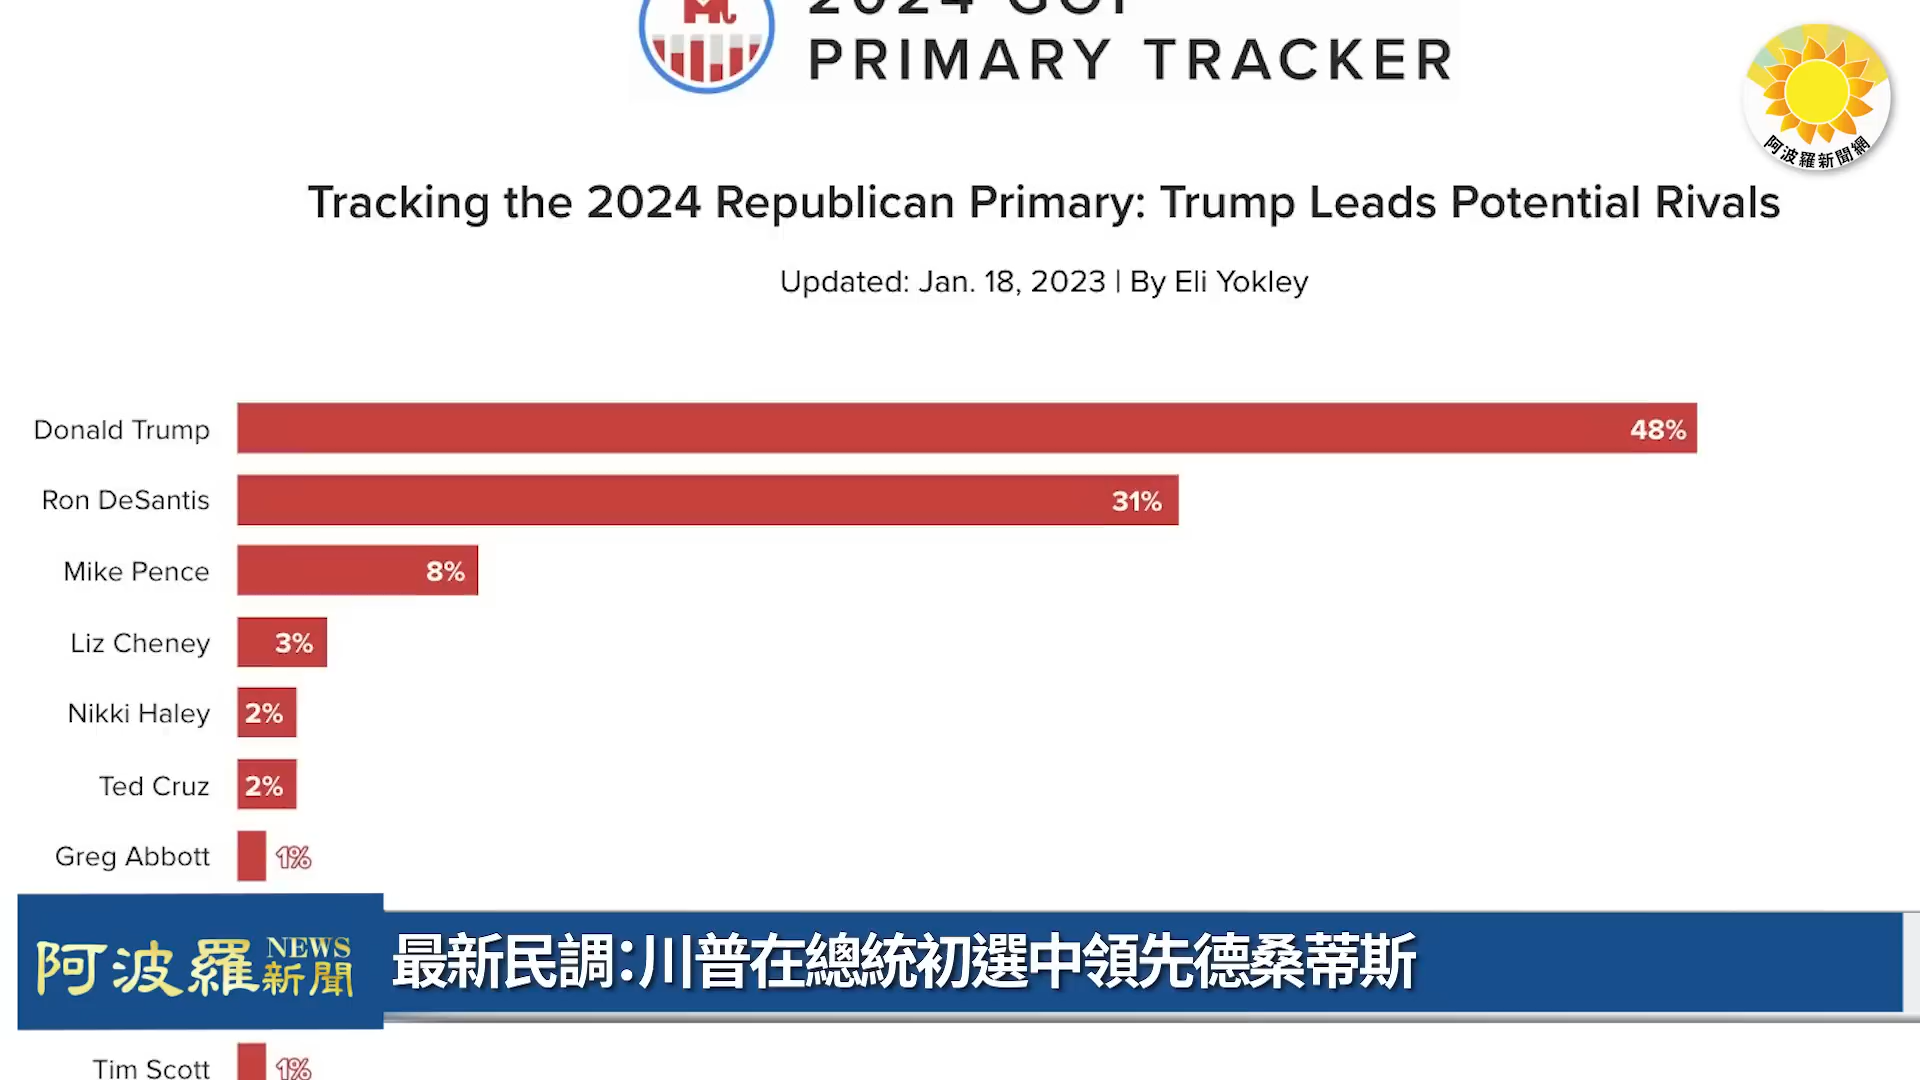 2024 GOP
PRIMARY TRACKER
阿波羅新聞網
Tracking the 2024 Republican Primary: Trump Leads Potential Rivals
Updated: Jan. 18, 2023 | By Eli Yokley
Donald Trump 48%
Ron DeSantis 31%
Mike Pence 8%
Liz Cheney 3%
Nikki Haley 2%
Ted Cruz 2%
Greg Abbott 1%
阿波羅 NEWS 新聞
最新民調:川普在總統初選中領先德桑蒂斯
Tim Scott 1%